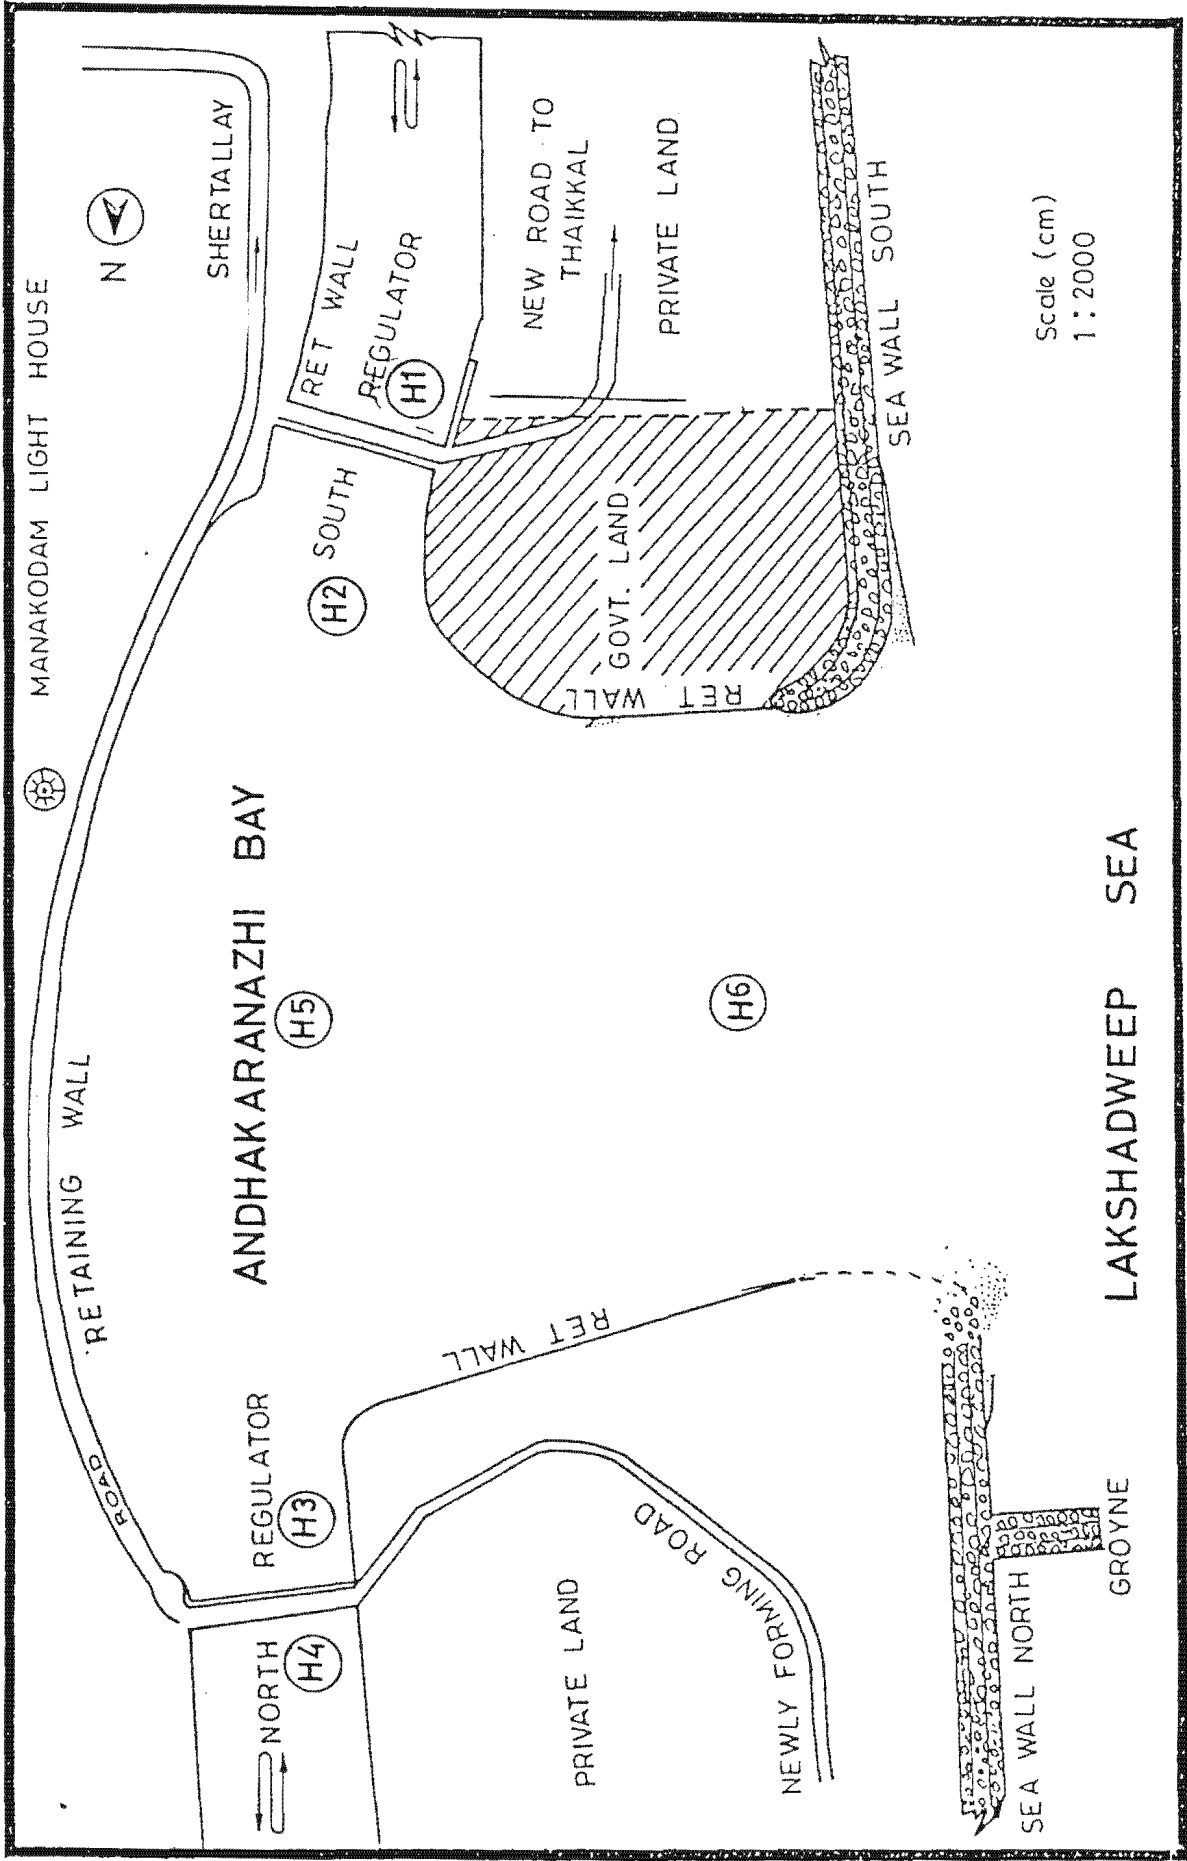 MANAKODAM LIGHT HOUSE
N
SHERTALLAY
ROAD
RETAINING WALL
ANDHAKARANAZHI BAY
NORTH
REGULATOR
H4
H3
H5
H2
SOUTH
REGULATOR
H1
RET WALL
NEW ROAD TO
THAIKKAL
PRIVATE LAND
GOVT. LAND
RET WALL
RET WALL
H6
PRIVATE LAND
NEWLY FORMING ROAD
SEA WALL SOUTH
SEA WALL NORTH
GROYNE
LAKSHADWEEP SEA
Scale (cm)
1:2000